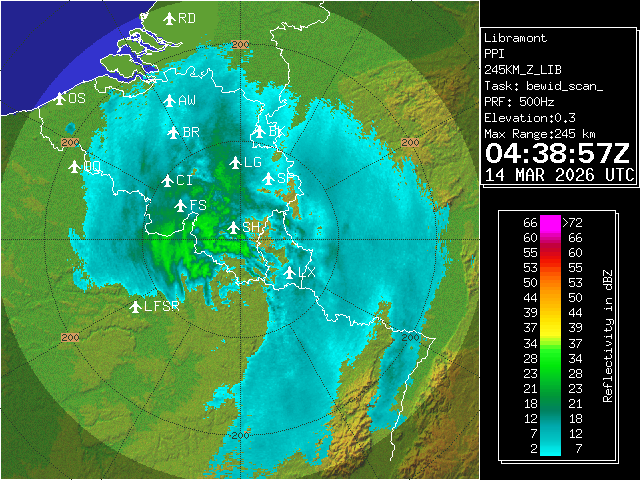 RD
200
OS
AW
BR
BK
200
200
LG
CI
FS
SH
LX
LFSR
200
200
200
Libramont
PPI
245KM_Z_LIB
Task: bewid_scan_
PRF: 500Hz
Elevation:0.3
Max Range:245 km
04:38:57Z
14 MAR 2026 UTC
66 >72
60 66
55 60
53 55
50 53
44 50
39 44
37 39
34 37
28 34
24 28
23 24
21 23
18 21
12 18
7 12
2 7
Reflectivity in dBZ